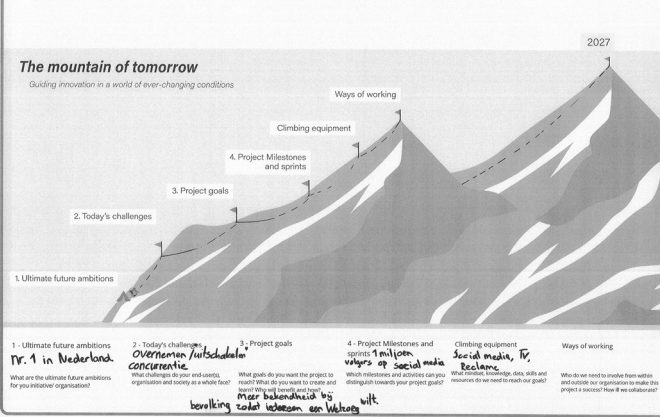 2027
The mountain of tomorrow
Guiding innovation in a world of ever-changing conditions
Ways of working
Climbing equipment
4. Project Milestones
and sprints
3. Project goals
2. Today's challenges
1. Ultimate future ambitions
1 - Ultimate future ambitions
nr. 1 in Nederland
What are the ultimate future ambitions
for you initiative/ organisation?
2 - Today's challenges
overnemen /"uitschakelen"
concurrentie
What challenges do your end-user(s),
organisation and society as a whole face?
3 - Project goals
What goals do you want the project to
reach? What do you want to create and
learn? Who will benefit and how?
Meer bekendheid bij
bevolking zodat iedereen een Welzorg wilt.
4 - Project Milestones and
sprints 1 miljoen
volgers op social media
Which milestones and activities can you
distinguish towards your project goals?
Climbing equipment
Social media, TV,
Reclame
What mindset, knowledge, data, skills and
resources do we need to reach our goals?
Ways of working
Who do we need to involve from within
and outside our organisation to make this
project a success? How will we collaborate?